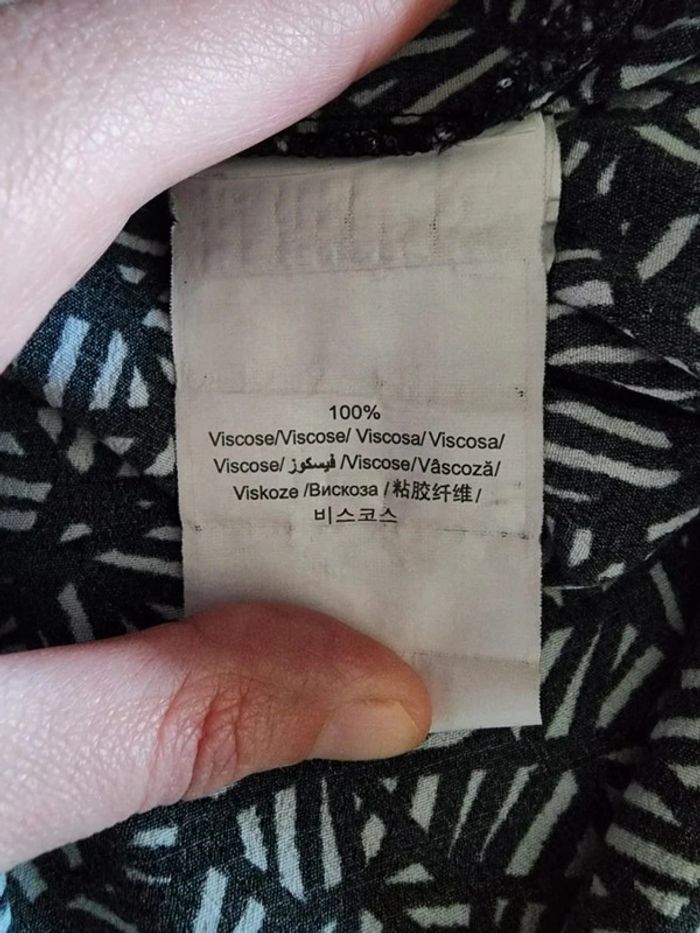 100%
Viscose/Viscose/ Viscosa/Viscosa/
Viscose/ فيسكوز /Viscose/Vâscoză/
Viskoze /Вискоза /粘胶纤维/
비스코스